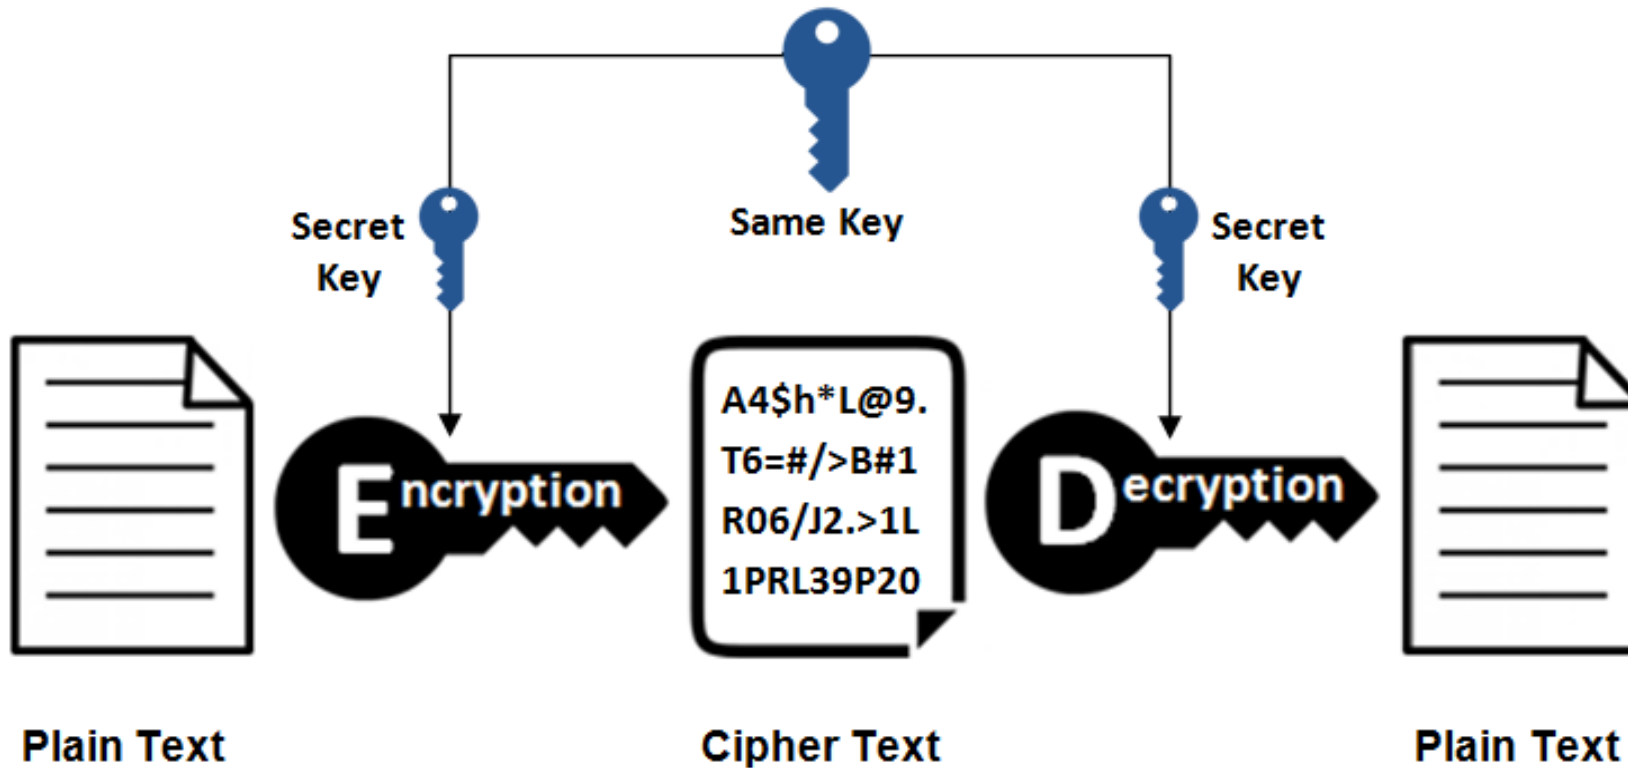 Same Key
Secret
Key
Secret
Key
Encryption
A4$h*L@9.
T6=#/>B#1
R06/J2.>1L
1PRL39P20
Decryption
Plain Text
Cipher Text
Plain Text